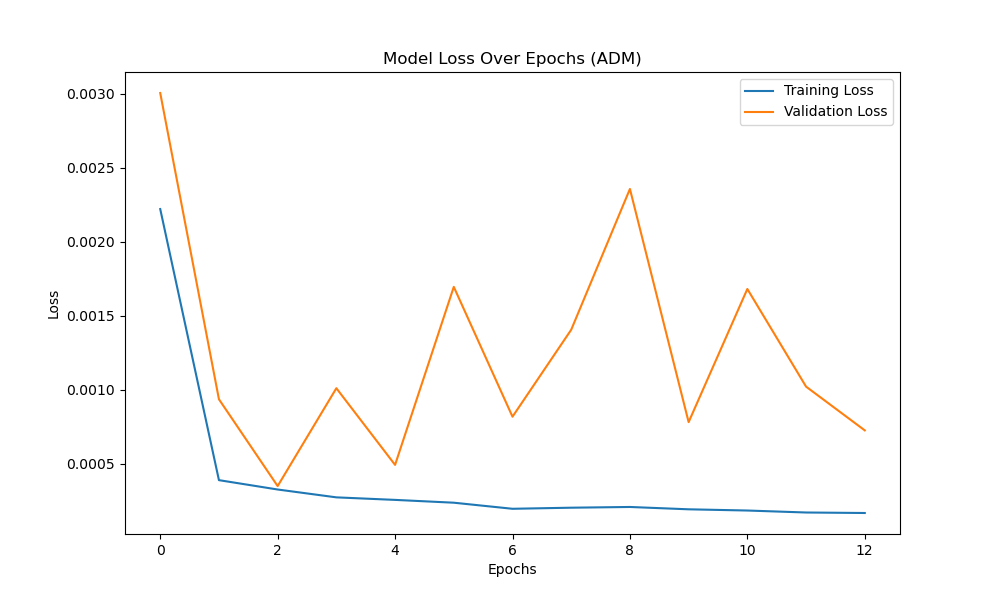 Model Loss Over Epochs (ADM)
Training Loss
Validation Loss
0.0030
0.0025
0.0020
0.0015
0.0010
0.0005
Loss
0 2 4 6 8 10 12
Epochs